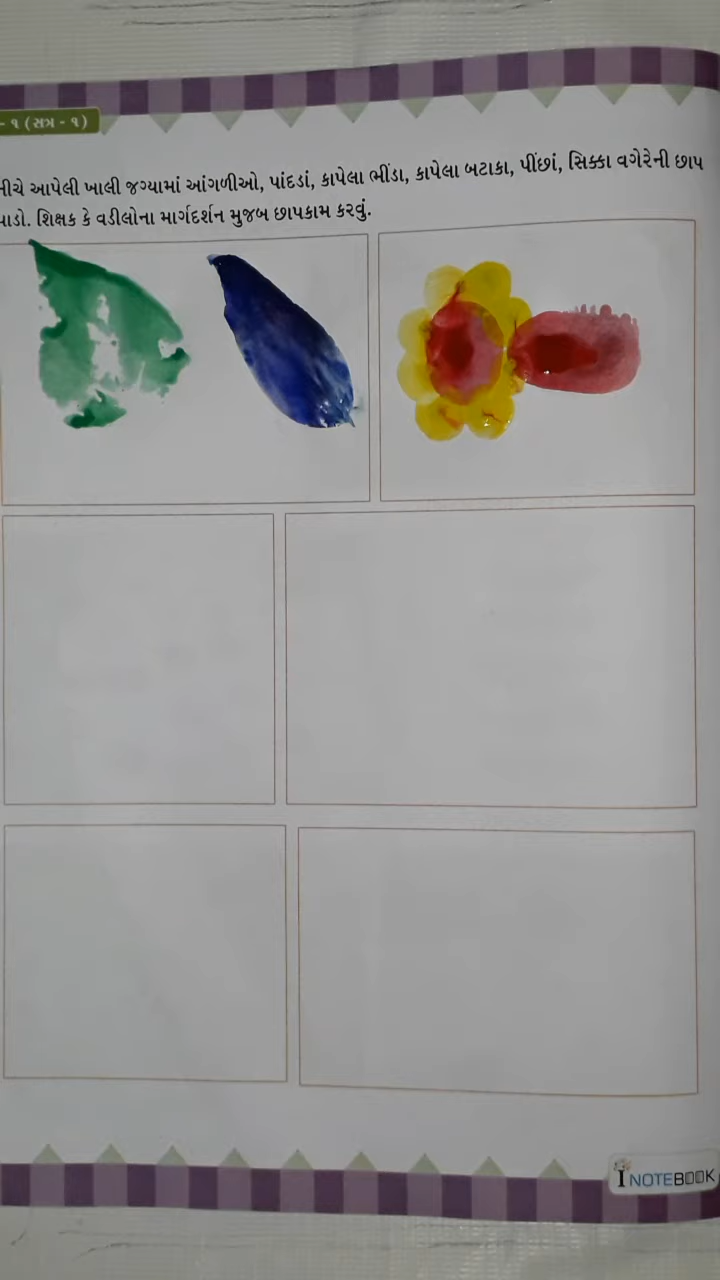 - ૧ (સત્ર - ૧)
નીચે આપેલી ખાલી જગ્યામાં આંગળીઓ, પાંદડાં, કાપેલા ભીંડા, કાપેલા બટાકા, પીંછાં, સિક્કા વગેરેની છાપ
પાડો. શિક્ષક કે વડીલોના માર્ગદર્શન મુજબ છાપકામ કરવું.
INOTEBOOK